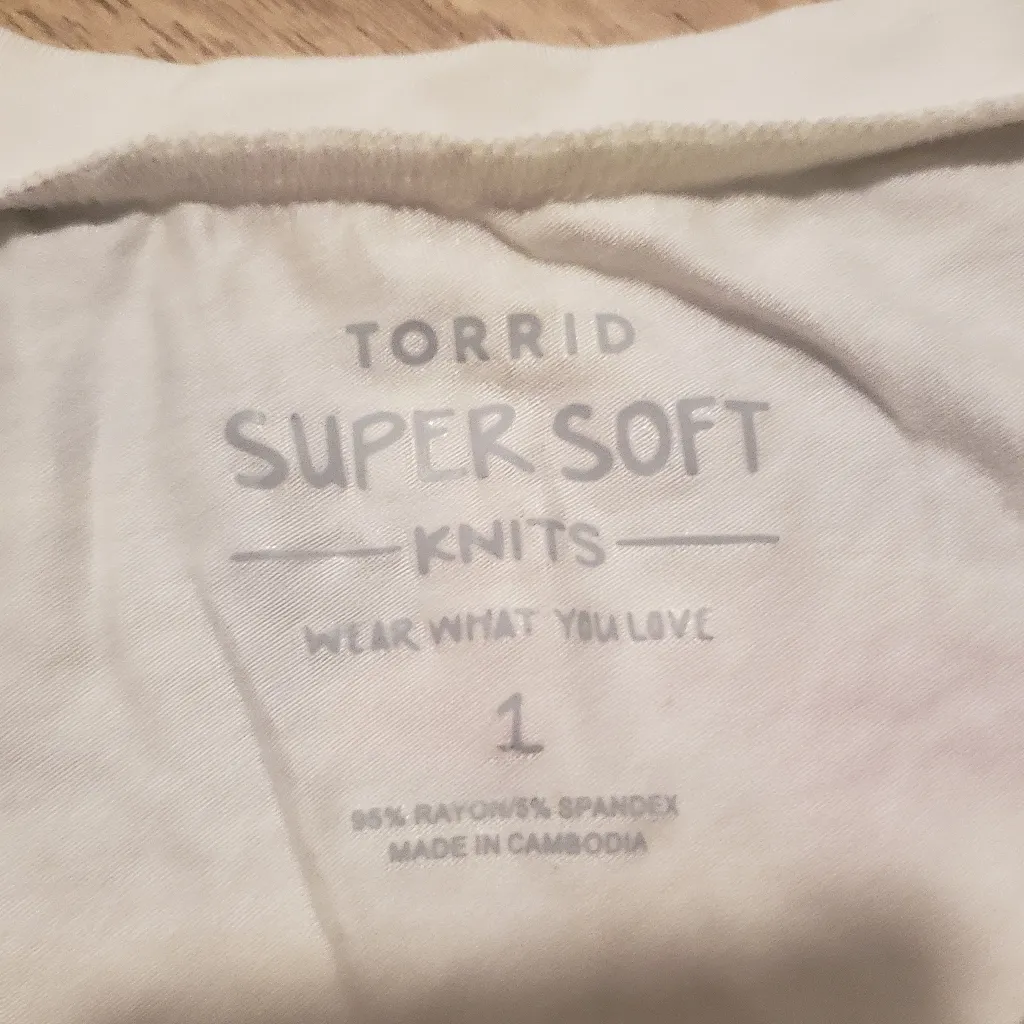 TORRID
SUPER SOFT
KNITS
WEAR WHAT YOU LOVE
1
95% RAYON/5% SPANDEX
MADE IN CAMBODIA